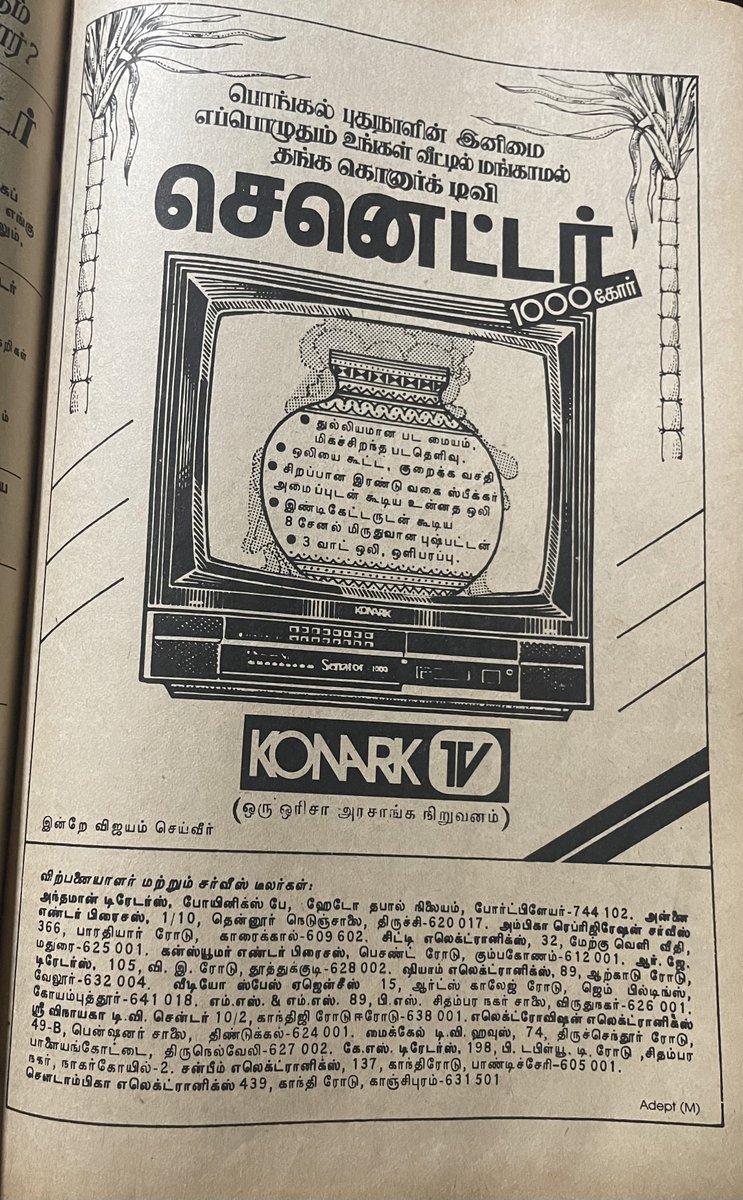 பொங்கல் புதுநாளின் இனிமை
எப்பொழுதும் உங்கள் வீட்டில் மங்காமல்
தங்க கொனார்க் டிவி
செனெட்டர்
1000 கோர்
● துல்லியமான பட மையம்,
மிகச்சிறந்த படதெளிவு.
● ஒலியை கூட்ட, குறைக்க வசதி
● சிறப்பான இரண்டு வகை ஸ்பீக்கர்
அமைப்புடன் கூடிய உன்னத ஒலி
● இண்டிகேட்டருடன் கூடிய
8 சேனல் மிருதுவான புஷ்பட்டன்
● 3 வாட் ஒலி, ஒளிபரப்பு.
KONARK
Senator 1000
KONARK TV
(ஒரு ஒரிசா அரசாங்க நிறுவனம்)
இன்றே விஜயம் செய்வீர்
விற்பனையாளர் மற்றும் சர்வீஸ் டீலர்கள்:
அந்தமான் டிரேடர்ஸ், போயினிக்ஸ் பே, ஹேடோ தபால் நிலையம், போர்ட்பிளேயர்-744 102. அன்னை
எண்டர் பிரைசஸ், 1/10, தென்னூர் நெடுஞ்சாலை, திருச்சி-620 017. அம்பிகா ரெப்ரிஜிரேஷன் சர்வீஸ்
366, பாரதியார் ரோடு, காரைக்கால்-609 602. சிட்டி எலெக்ட்ரானிக்ஸ், 32, மேற்கு வெளி வீதி,
மதுரை-625 001. கன்ஸ்யூமர் எண்டர் பிரைசஸ், பெசண்ட் ரோடு, கும்பகோணம்-612 001. ஆர். ஜே.
டிரேடர்ஸ், 105, வி. இ. ரோடு, தூத்துக்குடி-628 002. ஷியாம் எலெக்ட்ரானிக்ஸ், 89, ஆற்காடு ரோடு,
வேலூர்-632 004. வீடியோ ஸ்பேஸ் ஏஜென்சீஸ் 15, ஆர்ட்ஸ் காலேஜ் ரோடு, ஜெம் பில்டிங்ஸ்,
கோயம்புத்தூர்-641 018. எம்.எஸ். & எம்.எஸ். 89, பி.எஸ். சிதம்பர நகர் சாலை, விருதுநகர்-626 001.
ஸ்ரீ விநாயகா டி.வி. சென்டர் 10/2, காந்திஜி ரோடு ஈரோடு-638 001. எலெக்ட்ரோவிஷன் எலெக்ட்ரானிக்ஸ்
49-B, பென்ஷனர் சாலை, திண்டுக்கல்-624 001. மைக்கேல் டி.வி. ஹவுஸ், 74, திருச்செந்தூர் ரோடு,
பாளையங்கோட்டை, திருநெல்வேலி-627 002. கே.எஸ். டிரேடர்ஸ், 198, பி. டபிள்யூ. டி. ரோடு, சிதம்பர
நகர், நாகர்கோயில்-2. சன்பீம் எலெக்ட்ரானிக்ஸ், 137, காந்திரோடு, பாண்டிச்சேரி-605 001.
சௌடாம்பிகா எலெக்ட்ரானிக்ஸ் 439, காந்தி ரோடு, காஞ்சிபுரம்-631 501
Adept (M)